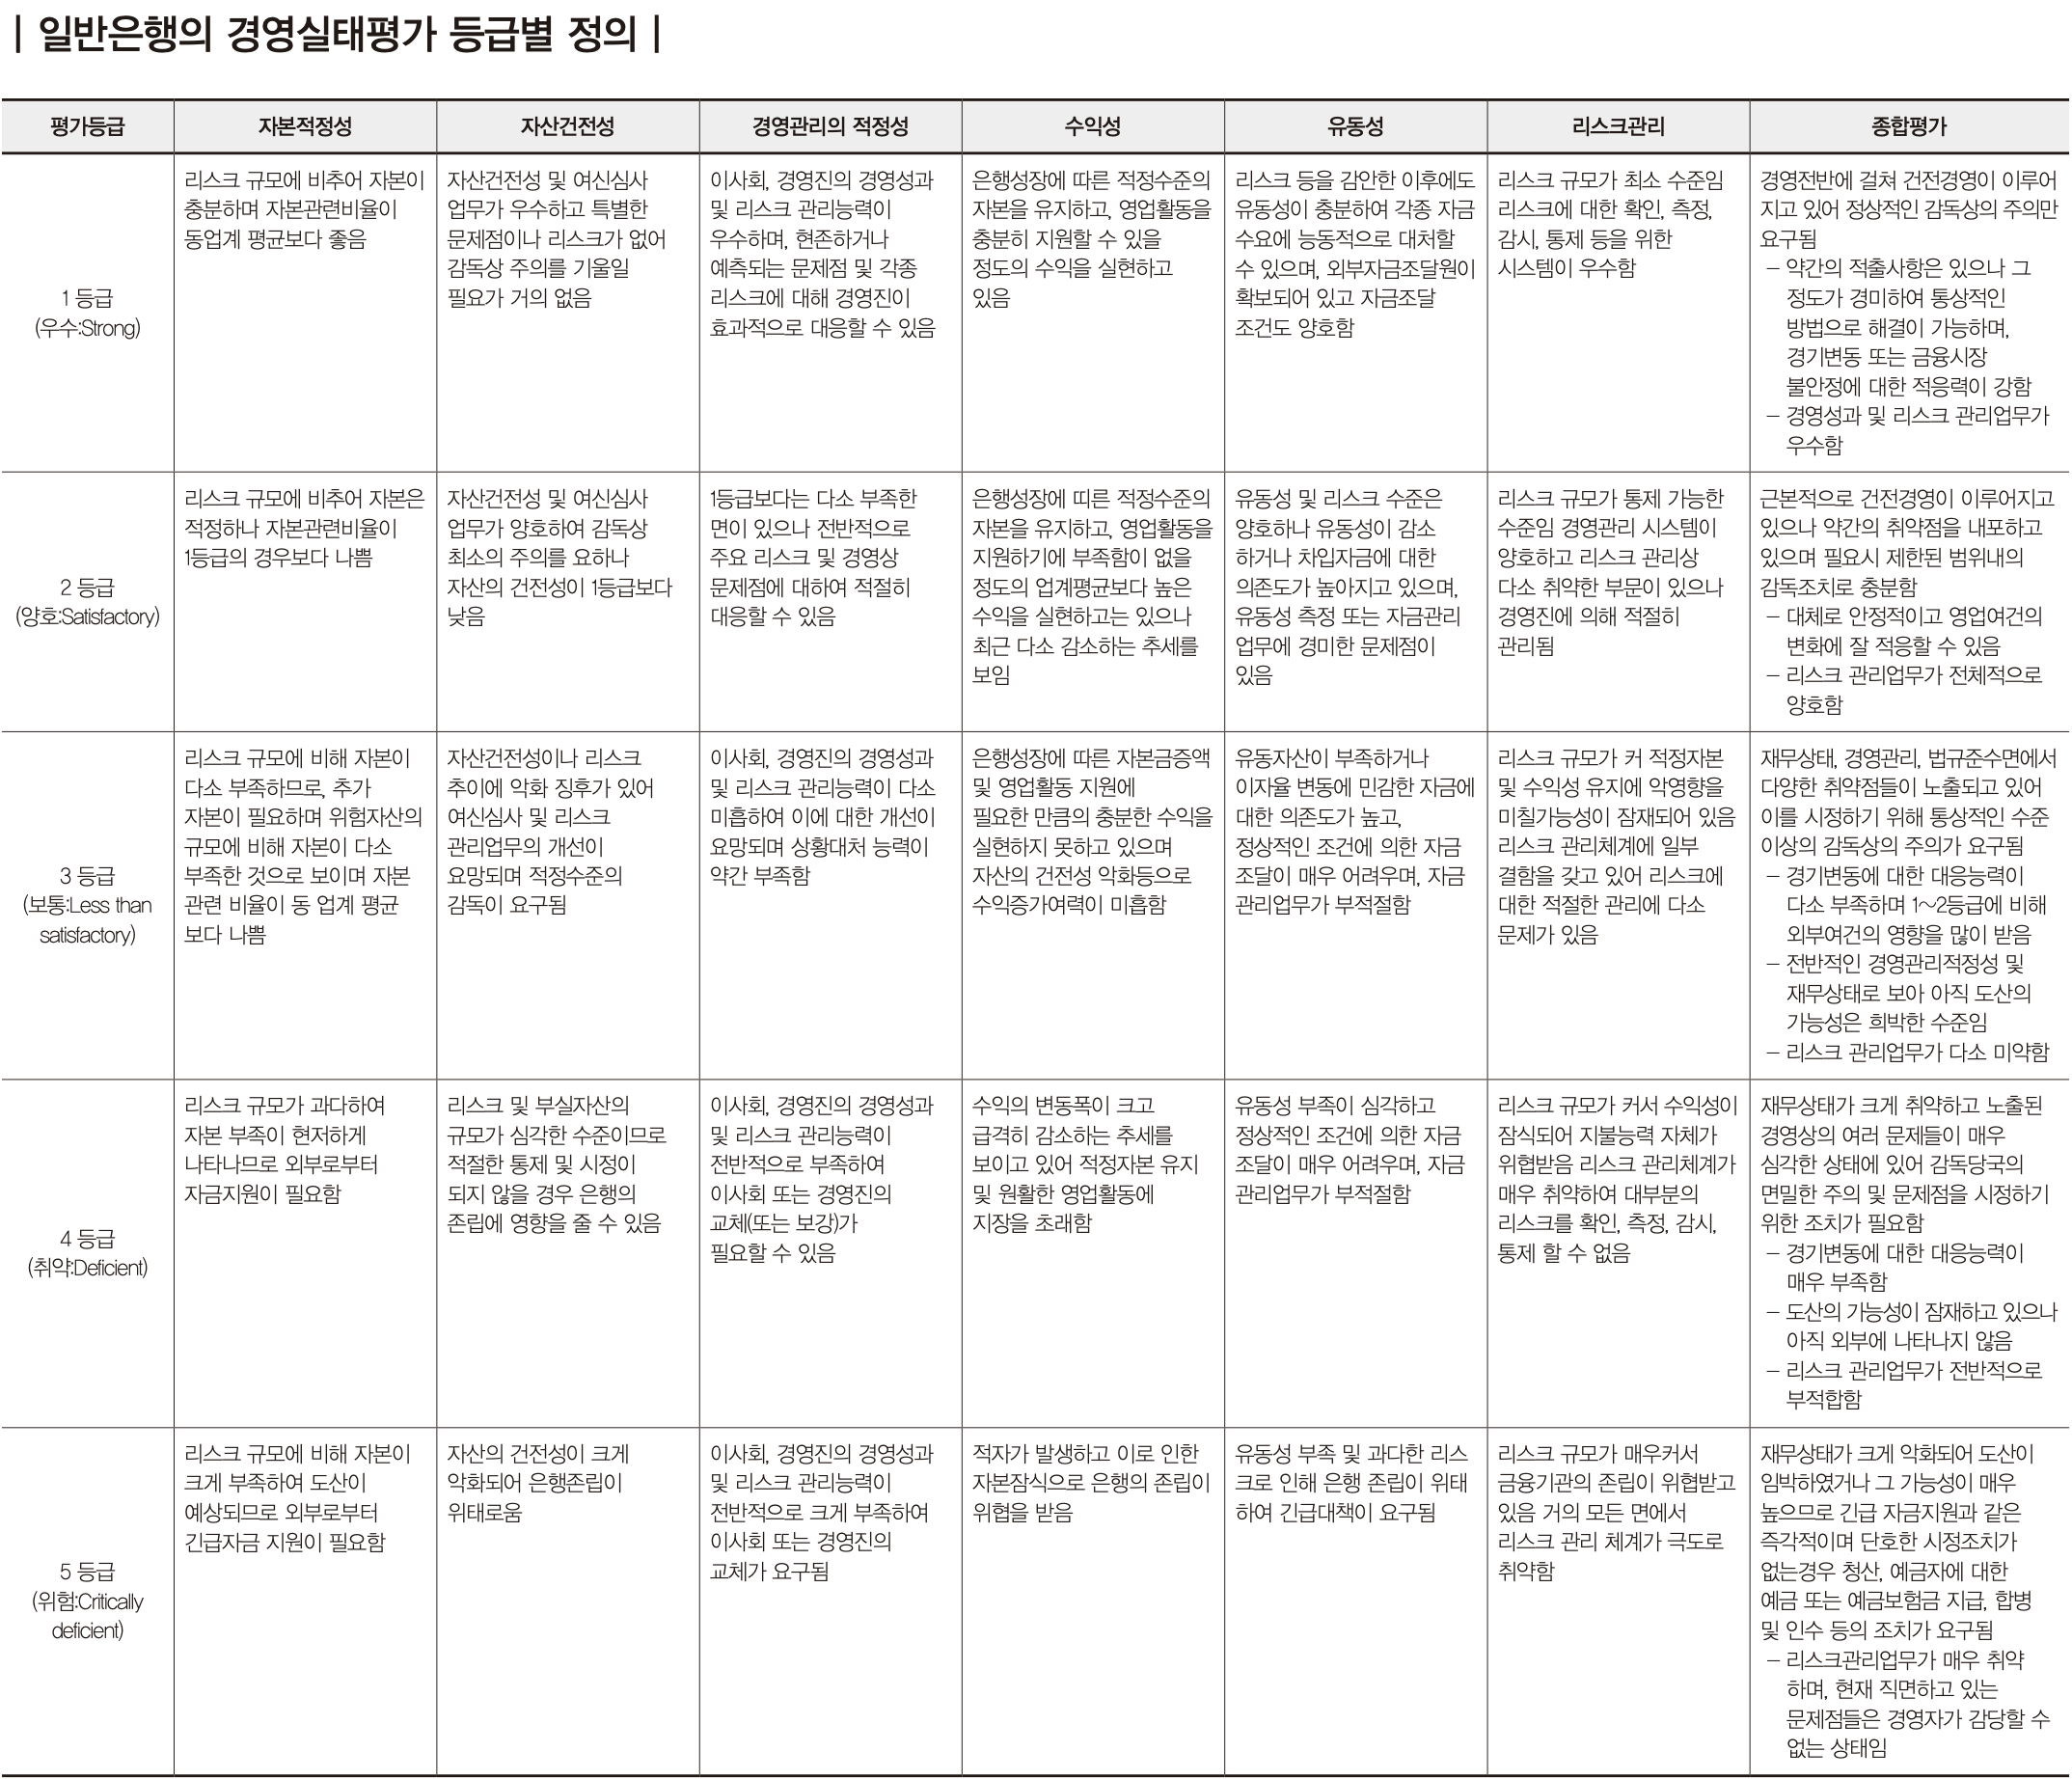 | 일반은행의 경영실태평가 등급별 정의 |
평가등급
자본적정성
자산건전성
경영관리의 적정성
수익성
유동성
리스크관리
종합평가
1 등급
(우수:Strong)
리스크 규모에 비추어 자본이
충분하며 자본관련비율이
동업계 평균보다 좋음
자산건전성 및 여신심사
업무가 우수하고 특별한
문제점이나 리스크가 없어
감독상 주의를 기울일
필요가 거의 없음
이사회, 경영진의 경영성과
및 리스크 관리능력이
우수하며, 현존하거나
예측되는 문제점 및 각종
리스크에 대해 경영진이
효과적으로 대응할 수 있음
은행성장에 따른 적정수준의
자본을 유지하고, 영업활동을
충분히 지원할 수 있을
정도의 수익을 실현하고
있음
리스크 등을 감안한 이후에도
유동성이 충분하여 각종 자금
수요에 능동적으로 대처할
수 있으며, 외부자금조달원이
확보되어 있고 자금조달
조건도 양호함
리스크 규모가 최소 수준임
리스크에 대한 확인, 측정,
감시, 통제 등을 위한
시스템이 우수함
경영전반에 걸쳐 건전경영이 이루어
지고 있어 정상적인 감독상의 주의만
요구됨
– 약간의 적출사항은 있으나 그
정도가 경미하여 통상적인
방법으로 해결이 가능하며,
경기변동 또는 금융시장
불안정에 대한 적응력이 강함
– 경영성과 및 리스크 관리업무가
우수함
2 등급
(양호:Satisfactory)
리스크 규모에 비추어 자본은
적정하나 자본관련비율이
1등급의 경우보다 나쁨
자산건전성 및 여신심사
업무가 양호하여 감독상
최소의 주의를 요하나
자산의 건전성이 1등급보다
낮음
1등급보다는 다소 부족한
면이 있으나 전반적으로
주요 리스크 및 경영상
문제점에 대하여 적절히
대응할 수 있음
은행성장에 띠른 적정수준의
자본을 유지하고, 영업활동을
지원하기에 부족함이 없을
정도의 업계평균보다 높은
수익을 실현하고는 있으나
최근 다소 감소하는 추세를
보임
유동성 및 리스크 수준은
양호하나 유동성이 감소
하거나 차입자금에 대한
의존도가 높아지고 있으며,
유동성 측정 또는 자금관리
업무에 경미한 문제점이
있음
리스크 규모가 통제 가능한
수준임 경영관리 시스템이
양호하고 리스크 관리상
다소 취약한 부문이 있으나
경영진에 의해 적절히
관리됨
근본적으로 건전경영이 이루어지고
있으나 약간의 취약점을 내포하고
있으며 필요시 제한된 범위내의
감독조치로 충분함
– 대체로 안정적이고 영업여건의
변화에 잘 적응할 수 있음
– 리스크 관리업무가 전체적으로
양호함
3 등급
(보통:Less than
satisfactory)
리스크 규모에 비해 자본이
다소 부족하므로, 추가
자본이 필요하며 위험자산의
규모에 비해 자본이 다소
부족한 것으로 보이며 자본
관련 비율이 동 업계 평균
보다 나쁨
자산건전성이나 리스크
추이에 악화 징후가 있어
여신심사 및 리스크
관리업무의 개선이
요망되며 적정수준의
감독이 요구됨
이사회, 경영진의 경영성과
및 리스크 관리능력이 다소
미흡하여 이에 대한 개선이
요망되며 상황대처 능력이
약간 부족함
은행성장에 따른 자본금증액
및 영업활동 지원에
필요한 만큼의 충분한 수익을
실현하지 못하고 있으며
자산의 건전성 악화등으로
수익증가여력이 미흡함
유동자산이 부족하거나
이자율 변동에 민감한 자금에
대한 의존도가 높고,
정상적인 조건에 의한 자금
조달이 매우 어려우며, 자금
관리업무가 부적절함
리스크 규모가 커 적정자본
및 수익성 유지에 악영향을
미칠가능성이 잠재되어 있음
리스크 관리체계에 일부
결함을 갖고 있어 리스크에
대한 적절한 관리에 다소
문제가 있음
재무상태, 경영관리, 법규준수면에서
다양한 취약점들이 노출되고 있어
이를 시정하기 위해 통상적인 수준
이상의 감독상의 주의가 요구됨
– 경기변동에 대한 대응능력이
다소 부족하며 1~2등급에 비해
외부여건의 영향을 많이 받음
– 전반적인 경영관리적정성 및
재무상태로 보아 아직 도산의
가능성은 희박한 수준임
– 리스크 관리업무가 다소 미약함
4 등급
(취약:Deficient)
리스크 규모가 과다하여
자본 부족이 현저하게
나타나므로 외부로부터
자금지원이 필요함
리스크 및 부실자산의
규모가 심각한 수준이므로
적절한 통제 및 시정이
되지 않을 경우 은행의
존립에 영향을 줄 수 있음
이사회, 경영진의 경영성과
및 리스크 관리능력이
전반적으로 부족하여
이사회 또는 경영진의
교체(또는 보강)가
필요할 수 있음
수익의 변동폭이 크고
급격히 감소하는 추세를
보이고 있어 적정자본 유지
및 원활한 영업활동에
지장을 초래함
유동성 부족이 심각하고
정상적인 조건에 의한 자금
조달이 매우 어려우며, 자금
관리업무가 부적절함
리스크 규모가 커서 수익성이
잠식되어 지불능력 자체가
위협받음 리스크 관리체계가
매우 취약하여 대부분의
리스크를 확인, 측정, 감시,
통제 할 수 없음
재무상태가 크게 취약하고 노출된
경영상의 여러 문제들이 매우
심각한 상태에 있어 감독당국의
면밀한 주의 및 문제점을 시정하기
위한 조치가 필요함
– 경기변동에 대한 대응능력이
매우 부족함
– 도산의 가능성이 잠재하고 있으나
아직 외부에 나타나지 않음
– 리스크 관리업무가 전반적으로
부적합함
5 등급
(위험:Critically
deficient)
리스크 규모에 비해 자본이
크게 부족하여 도산이
예상되므로 외부로부터
긴급자금 지원이 필요함
자산의 건전성이 크게
악화되어 은행존립이
위태로움
이사회, 경영진의 경영성과
및 리스크 관리능력이
전반적으로 크게 부족하여
이사회 또는 경영진의
교체가 요구됨
적자가 발생하고 이로 인한
자본잠식으로 은행의 존립이
위협을 받음
유동성 부족 및 과다한 리스
크로 인해 은행 존립이 위태
하여 긴급대책이 요구됨
리스크 규모가 매우커서
금융기관의 존립이 위협받고
있음 거의 모든 면에서
리스크 관리 체계가 극도로
취약함
재무상태가 크게 악화되어 도산이
임박하였거나 그 가능성이 매우
높으므로 긴급 자금지원과 같은
즉각적이며 단호한 시정조치가
없는경우 청산, 예금자에 대한
예금 또는 예금보험금 지급, 합병
및 인수 등의 조치가 요구됨
– 리스크관리업무가 매우 취약
하며, 현재 직면하고 있는
문제점들은 경영자가 감당할 수
없는 상태임